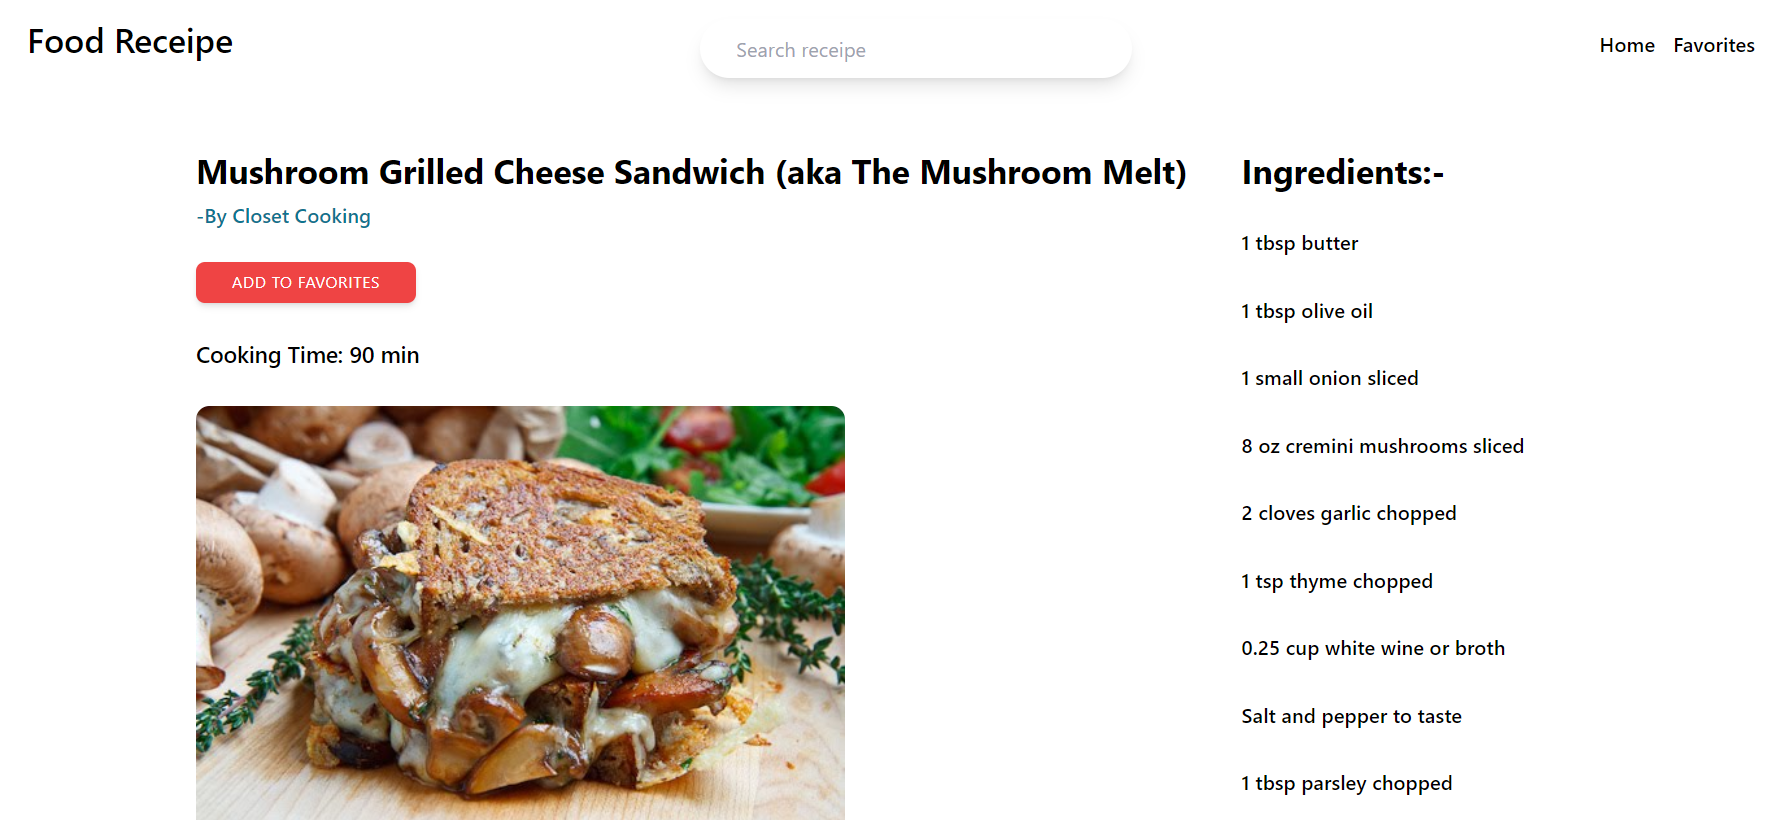 Food Receipe
Search receipe
Home Favorites
Mushroom Grilled Cheese Sandwich (aka The Mushroom Melt)
-By Closet Cooking
ADD TO FAVORITES
Cooking Time: 90 min
Ingredients:-
1 tbsp butter
1 tbsp olive oil
1 small onion sliced
8 oz cremini mushrooms sliced
2 cloves garlic chopped
1 tsp thyme chopped
0.25 cup white wine or broth
Salt and pepper to taste
1 tbsp parsley chopped